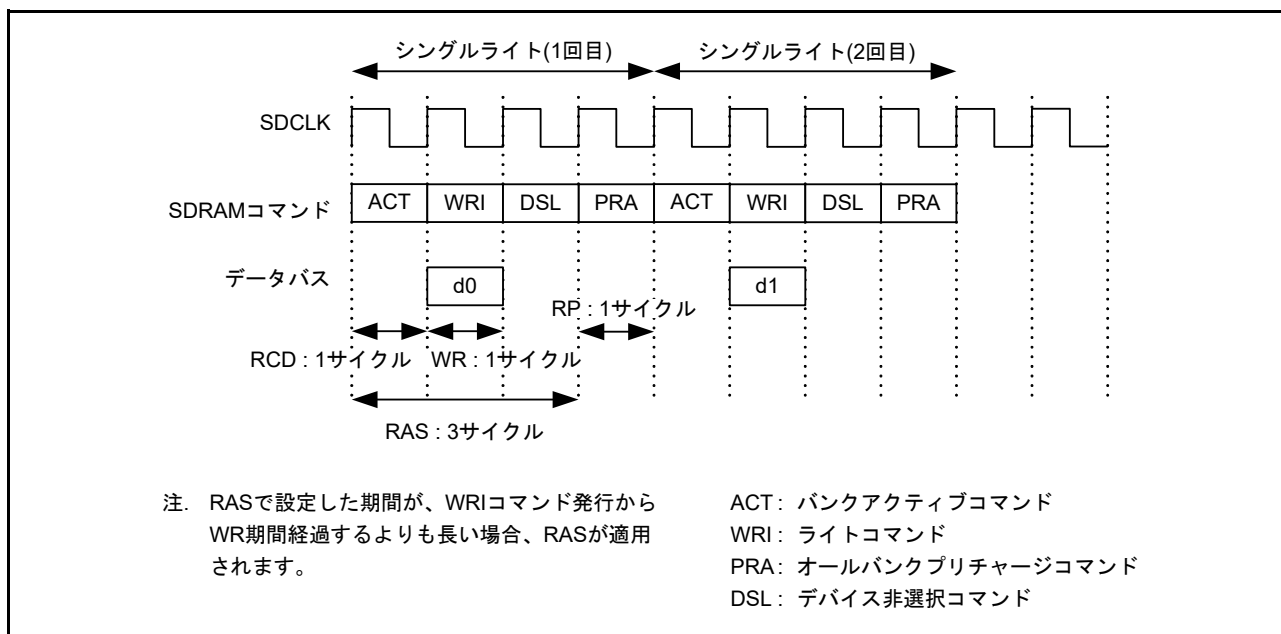 シングルライト(1回目) シングルライト(2回目)
SDCLK
SDRAMコマンド ACT WRI DSL PRA ACT WRI DSL PRA
データバス d0 d1
RP : 1サイクル
RCD : 1サイクル WR : 1サイクル
RAS : 3サイクル
注. RASで設定した期間が、WRIコマンド発行から
WR期間経過するよりも長い場合、RASが適用
されます。
ACT : バンクアクティブコマンド
WRI : ライトコマンド
PRA : オールバンクプリチャージコマンド
DSL : デバイス非選択コマンド